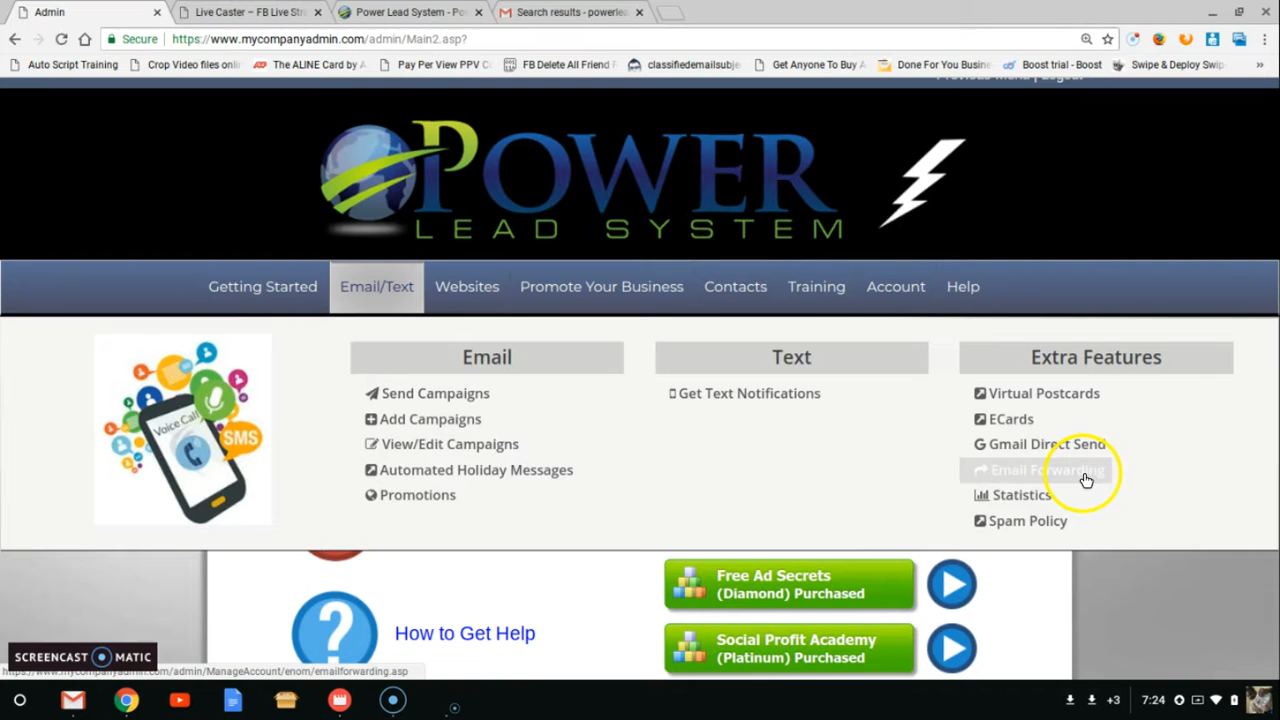 Admin
Live Caster – FB Live Stre
Power Lead System - Po
Search results - powerle
Secure
https://www.mycompanyadmin.com/admin/Main2.asp?
Auto Script Training
Crop Video files onlin
The ALINE Card by A
Pay Per View PPV C
FB Delete All Friend F
classifiedemailsubje
Get Anyone To Buy A
Done For You Busine
Boost trial - Boost
Swipe & Deploy Swip
»
POWER
LEAD SYSTEM
Getting Started
Email/Text
Websites
Promote Your Business
Contacts
Training
Account
Help
Voice Call
SMS
Email
Send Campaigns
Add Campaigns
View/Edit Campaigns
Automated Holiday Messages
Promotions
Text
Get Text Notifications
Extra Features
Virtual Postcards
ECards
Gmail Direct Send
Email Forwarding
Statistics
Spam Policy
Free Ad Secrets
(Diamond) Purchased
?
How to Get Help
Social Profit Academy
(Platinum) Purchased
SCREENCAST MATIC
https://www.mycompanyadmin.com/admin/ManageAccount/enom/emailforwarding.asp
+3
7:24